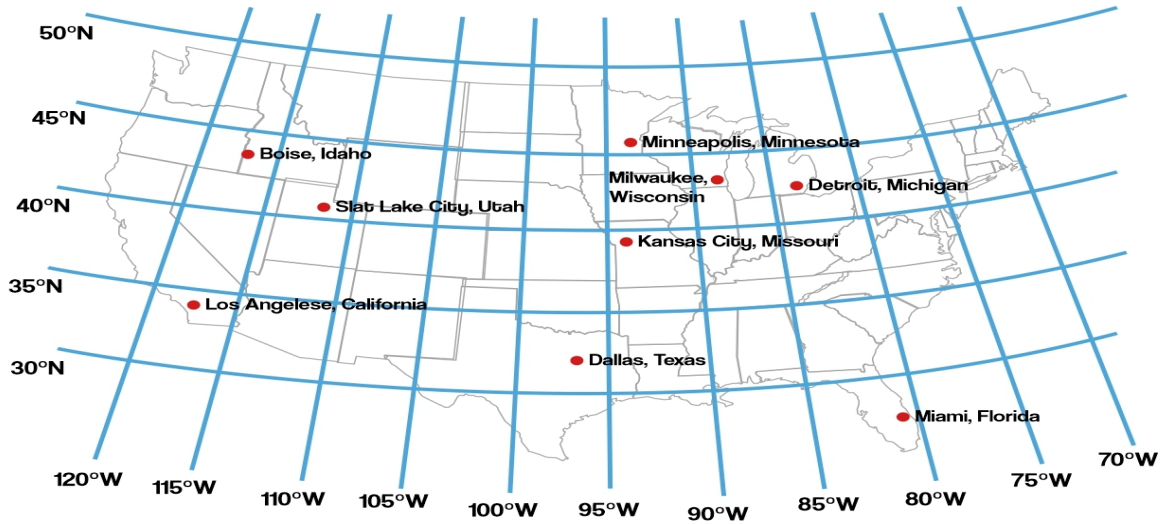 50°N
45°N
Minneapolis, Minnesota
Boise, Idaho
Milwaukee,
Wisconsin
Detroit, Michigan
40°N
Slat Lake City, Utah
Kansas City, Missouri
35°N
Los Angelese, California
30°N
Dallas, Texas
Miami, Florida
120°W
115°W
110°W
105°W
100°W
95°W
90°W
85°W
80°W
75°W
70°W